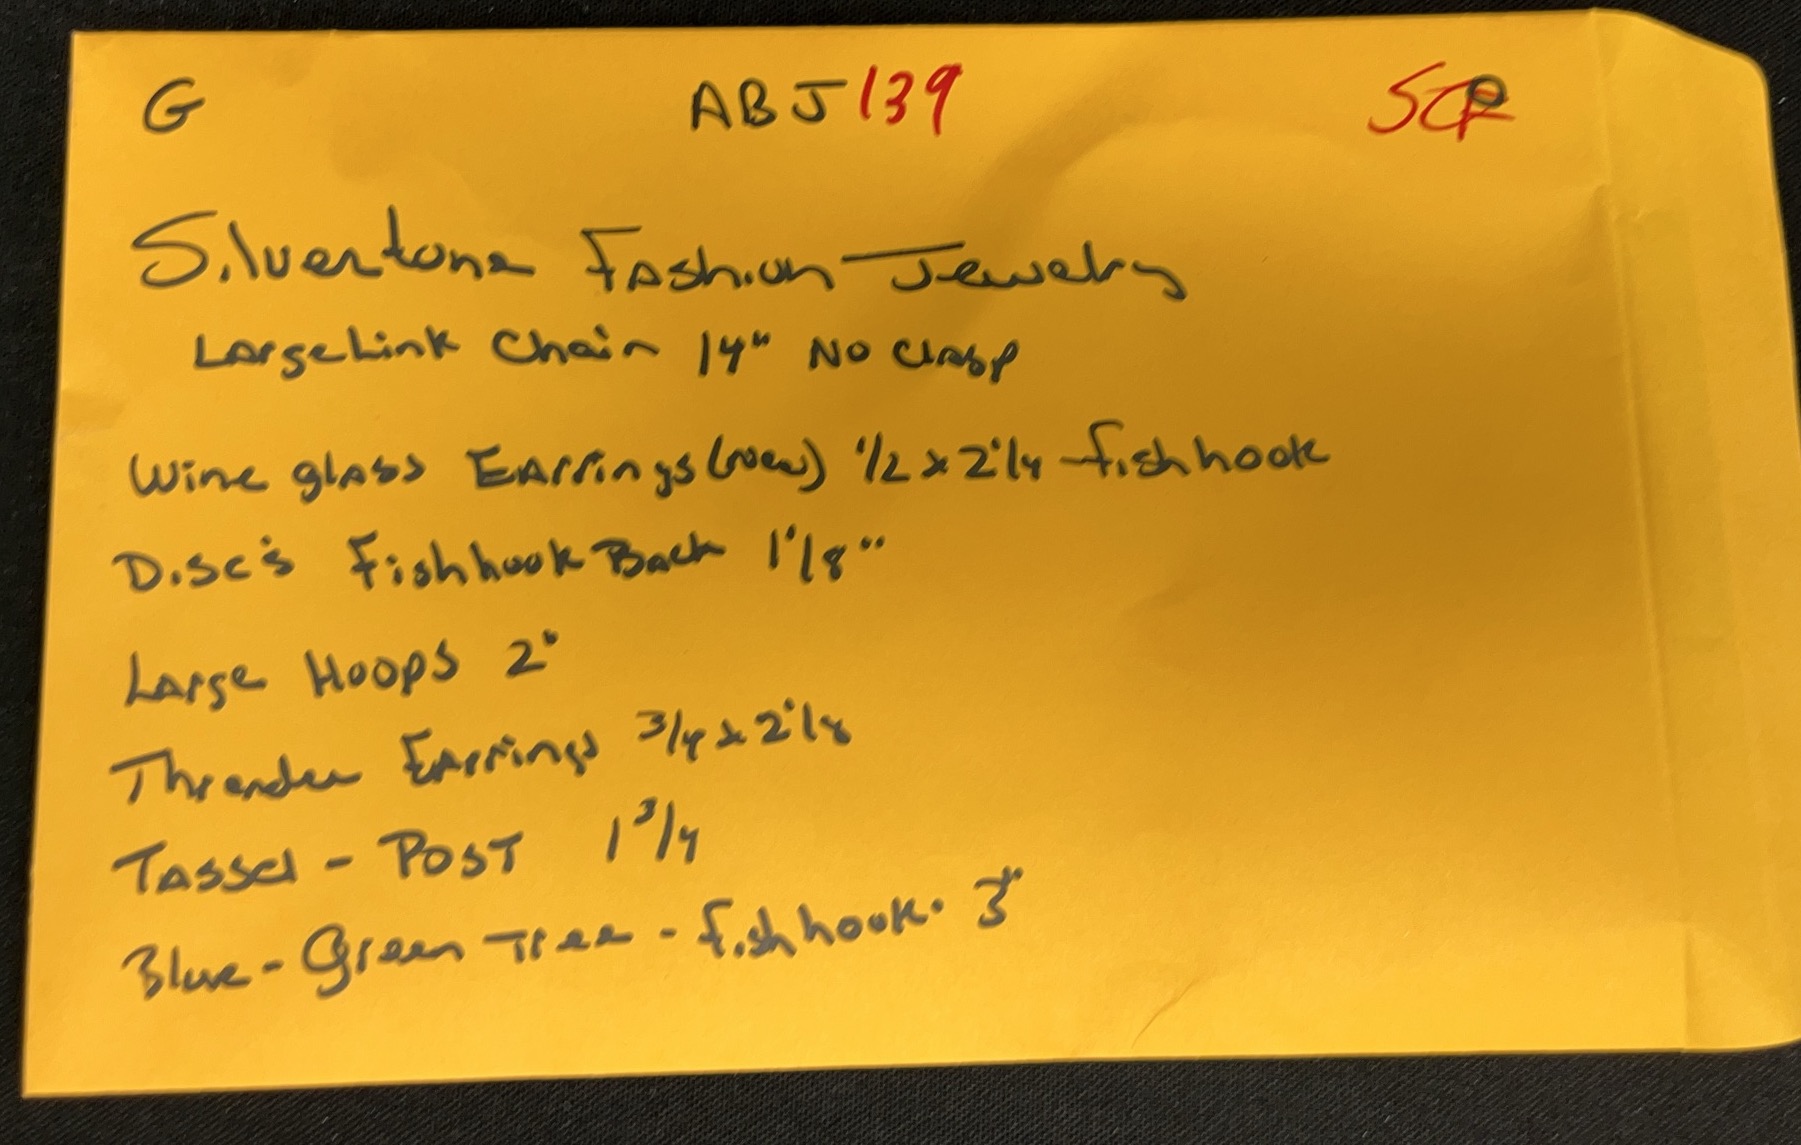 G ABJ139
Silvertone Fashion Jewelry
Large Link Chain 14" No Clasp
Wine glass Earrings (New) 1/2 x 2 1/4 - fishhook
Disc's Fishhook Back 1 1/8"
Large Hoops 2"
Threader Earrings 3/4 x 2 1/8
Tassel - Post 1 3/4
Blue - Green Tree - fishhook - 3"